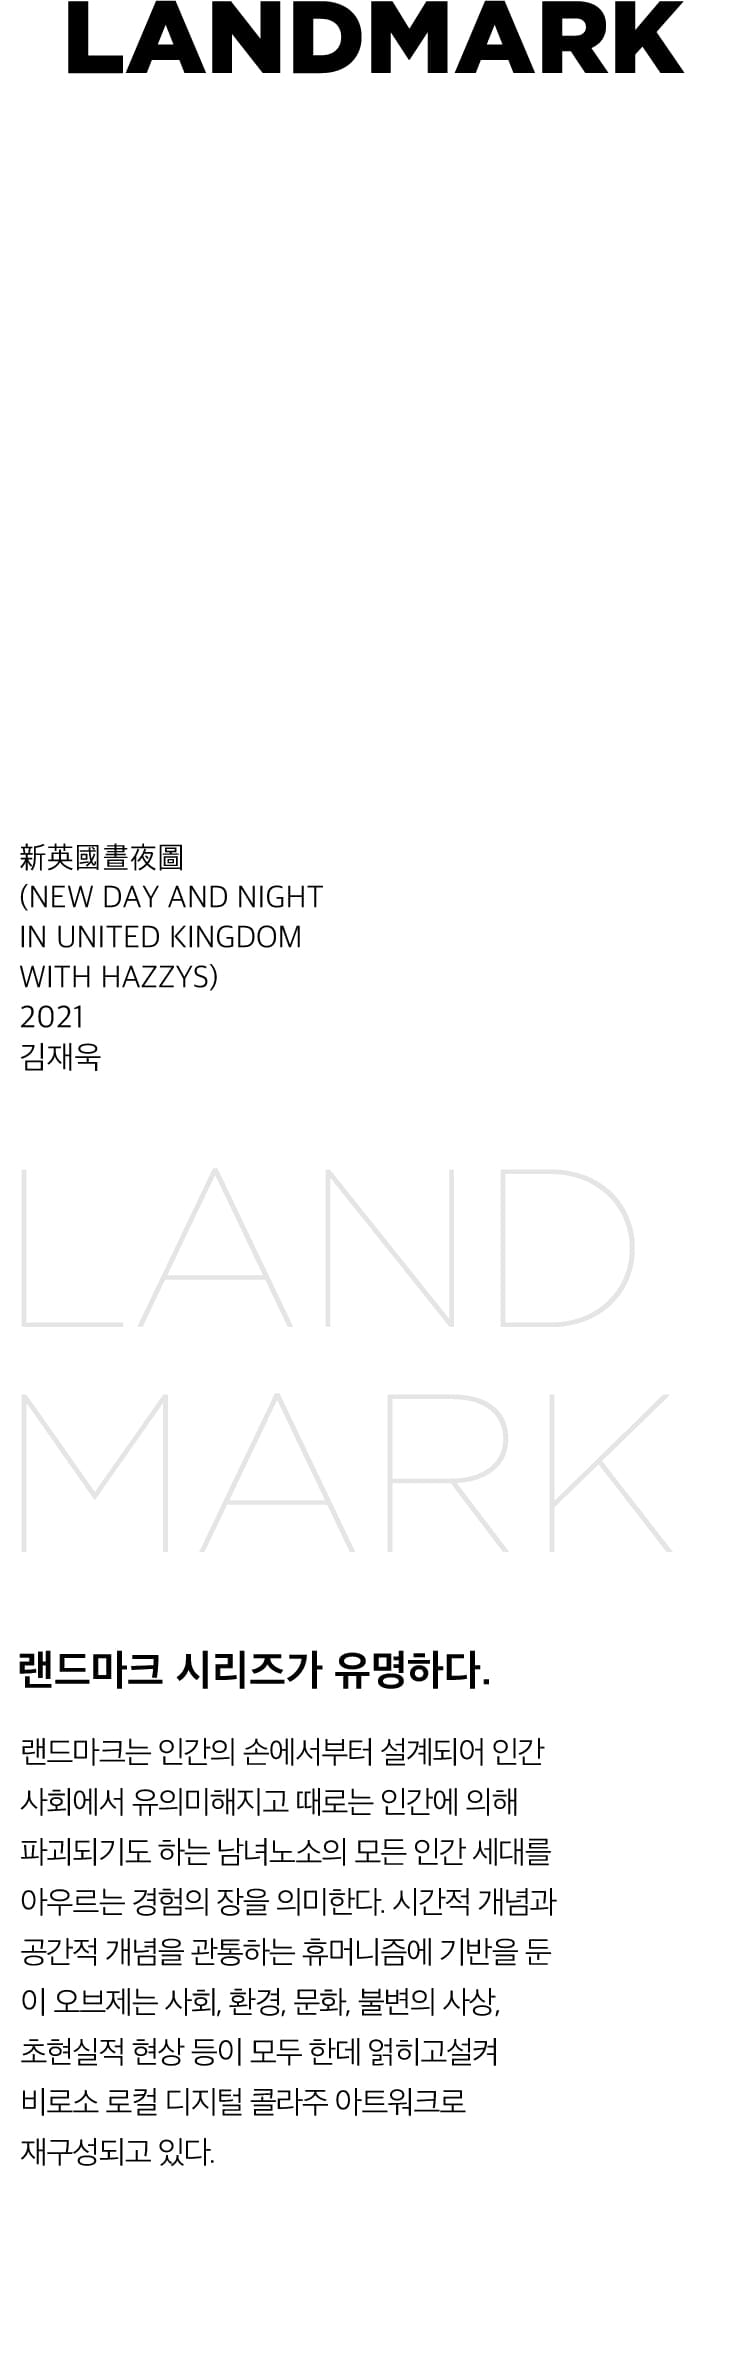 LANDMARK
新英國晝夜圖
(NEW DAY AND NIGHT
IN UNITED KINGDOM
WITH HAZZYS)
2021
김재욱
LAND
MARK
랜드마크 시리즈가 유명하다.
랜드마크는 인간의 손에서부터 설계되어 인간
사회에서 유의미해지고 때로는 인간에 의해
파괴되기도 하는 남녀노소의 모든 인간 세대를
아우르는 경험의 장을 의미한다. 시간적 개념과
공간적 개념을 관통하는 휴머니즘에 기반을 둔
이 오브제는 사회, 환경, 문화, 불변의 사상,
초현실적 현상 등이 모두 한데 얽히고설켜
비로소 로컬 디지털 콜라주 아트워크로
재구성되고 있다.